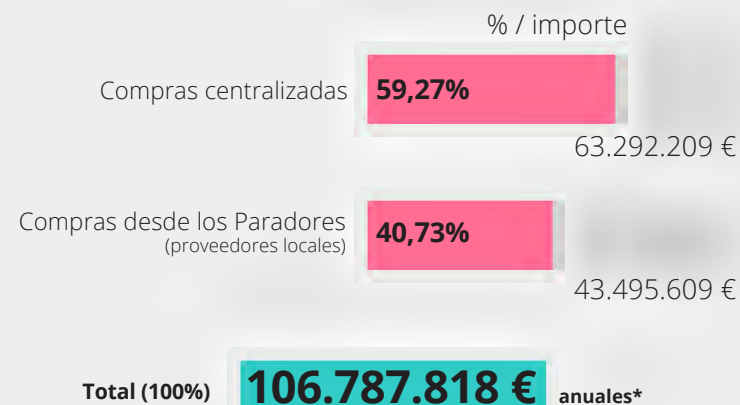 % / importe
Compras centralizadas 59,27%
63.292.209 €
Compras desde los Paradores
(proveedores locales)
40,73%
43.495.609 €
Total (100%) 106.787.818 € anuales*